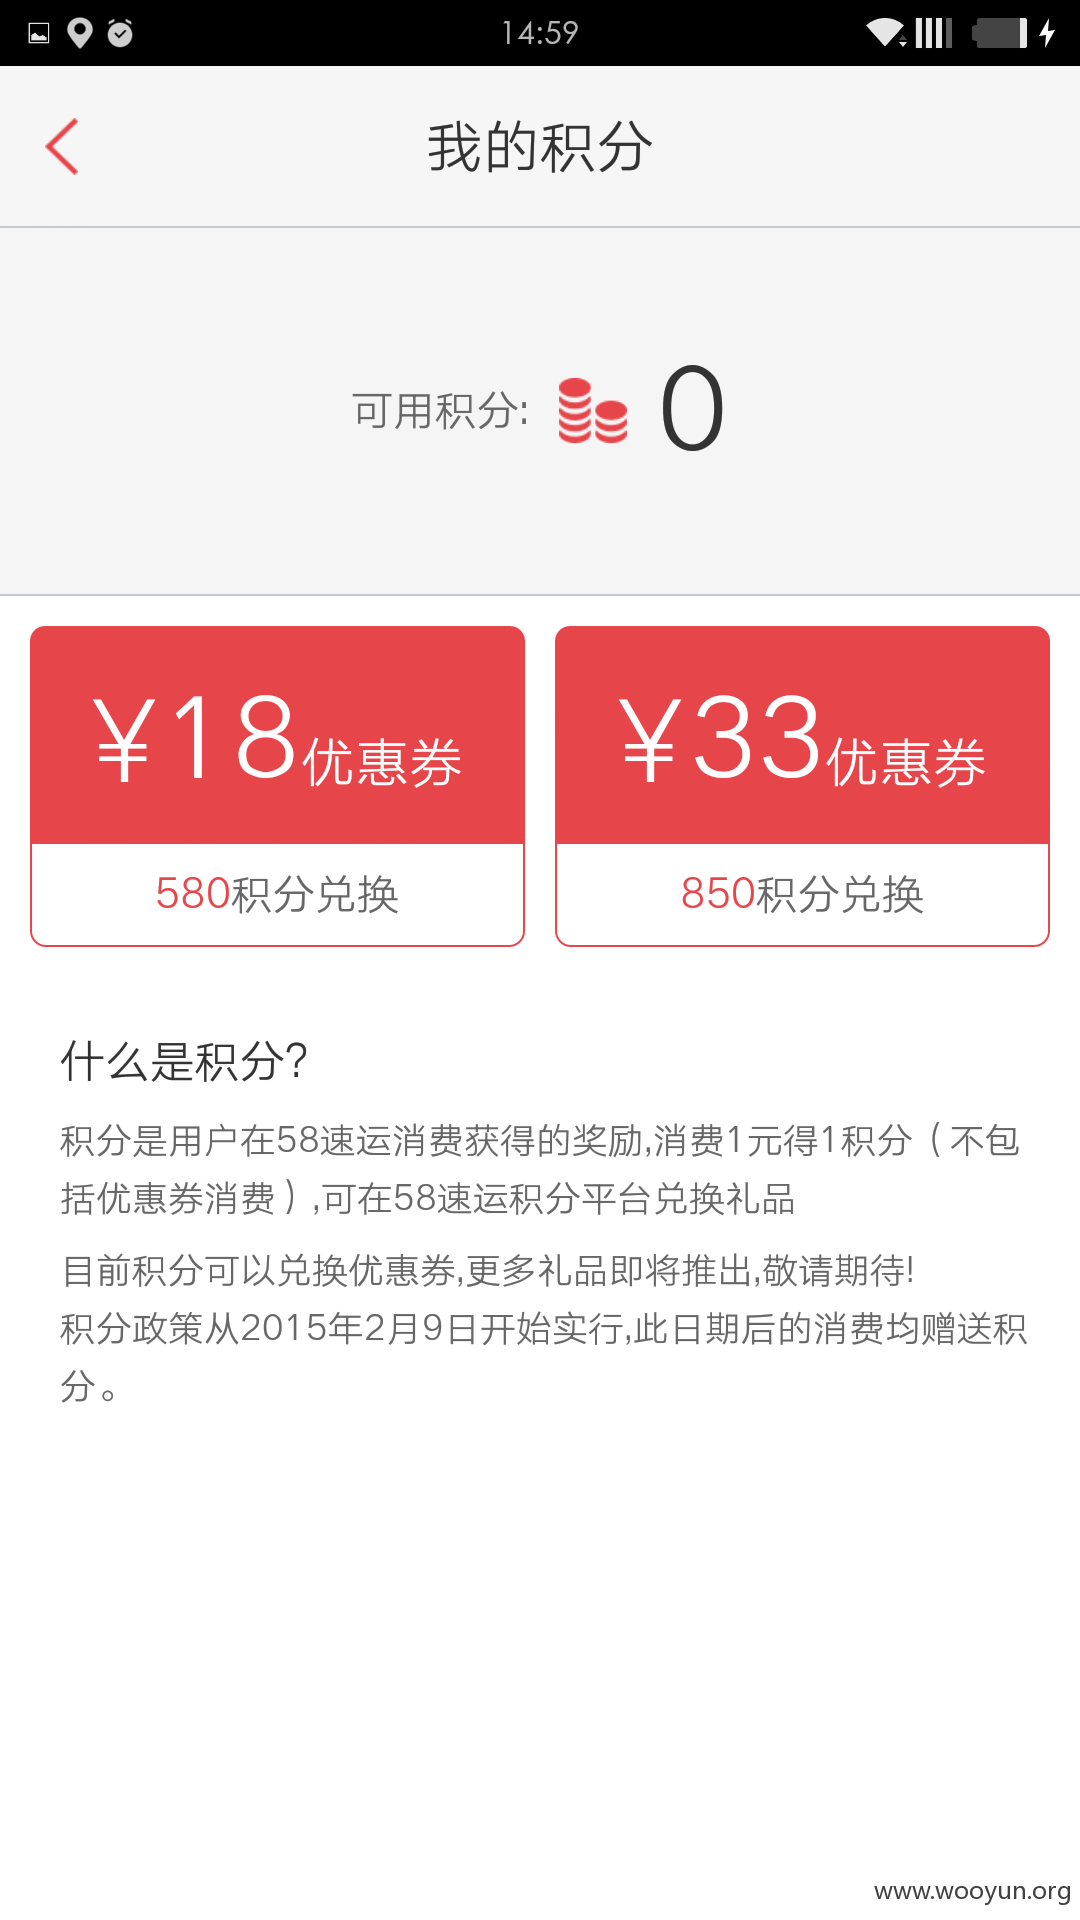 14:59
我的积分
可用积分: 0
¥18优惠券
580积分兑换
¥33优惠券
850积分兑换
什么是积分?
积分是用户在58速运消费获得的奖励,消费1元得1积分（不包
括优惠券消费）,可在58速运积分平台兑换礼品
目前积分可以兑换优惠券,更多礼品即将推出,敬请期待!
积分政策从2015年2月9日开始实行,此日期后的消费均赠送积
分。
www.wooyun.org